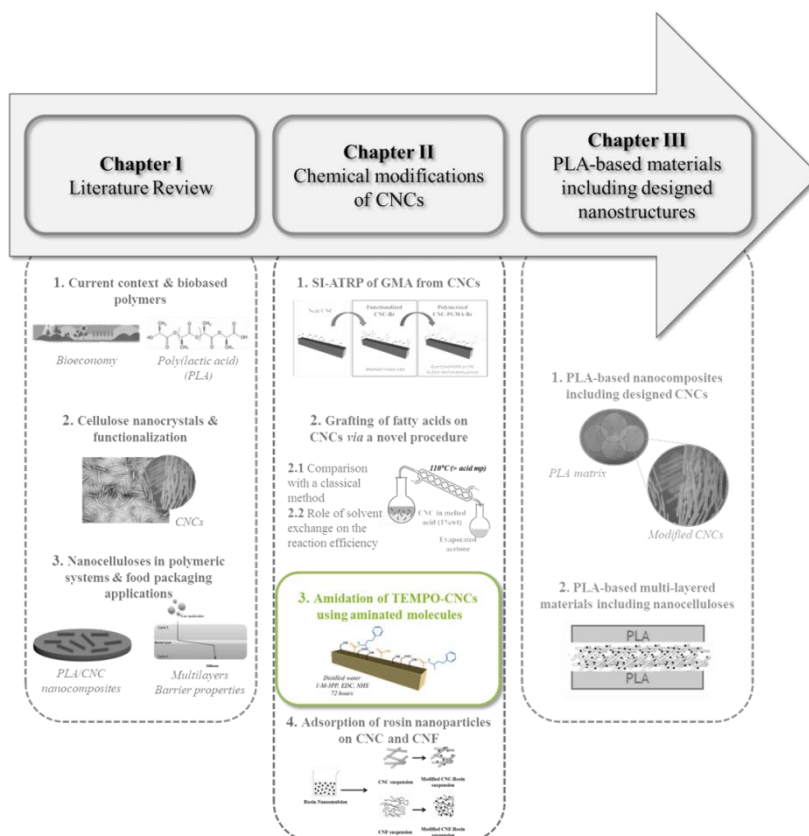 Chapter I
Literature Review
Chapter II
Chemical modifications
of CNCs
Chapter III
PLA-based materials
including designed
nanostructures
1. Current context & biobased
polymers
Bioeconomy
Poly(lactic acid)
(PLA)
2. Cellulose nanocrystals &
functionalization
CNCs
3. Nanocelluloses in polymeric
systems & food packaging
applications
PLA/CNC
nanocomposites
Multilayers
Barrier properties
1. SI-ATRP of GMA from CNCs
Neat CNC
Functionalized
CNC-Br
Polymerized
CNC-PGMA-Br
2. Grafting of fatty acids on
CNCs via a novel procedure
2.1 Comparison
with a classical
method
2.2 Role of solvent
exchange on the
reaction efficiency
110°C (> acid mp)
CNC in melted
acid (1%wt)
Evaporated
acetone
3. Amidation of TEMPO-CNCs
using aminated molecules
Distilled water
1-M-3PP, EDC, NHS
72 hours
4. Adsorption of rosin nanoparticles
on CNC and CNF
Rosin Nanoemulsion
CNC suspension
Modified CNC-Rosin
suspension
CNF suspension
Modified CNF-Rosin
suspension
1. PLA-based nanocomposites
including designed CNCs
PLA matrix
Modified CNCs
2. PLA-based multi-layered
materials including nanocelluloses
PLA
PLA